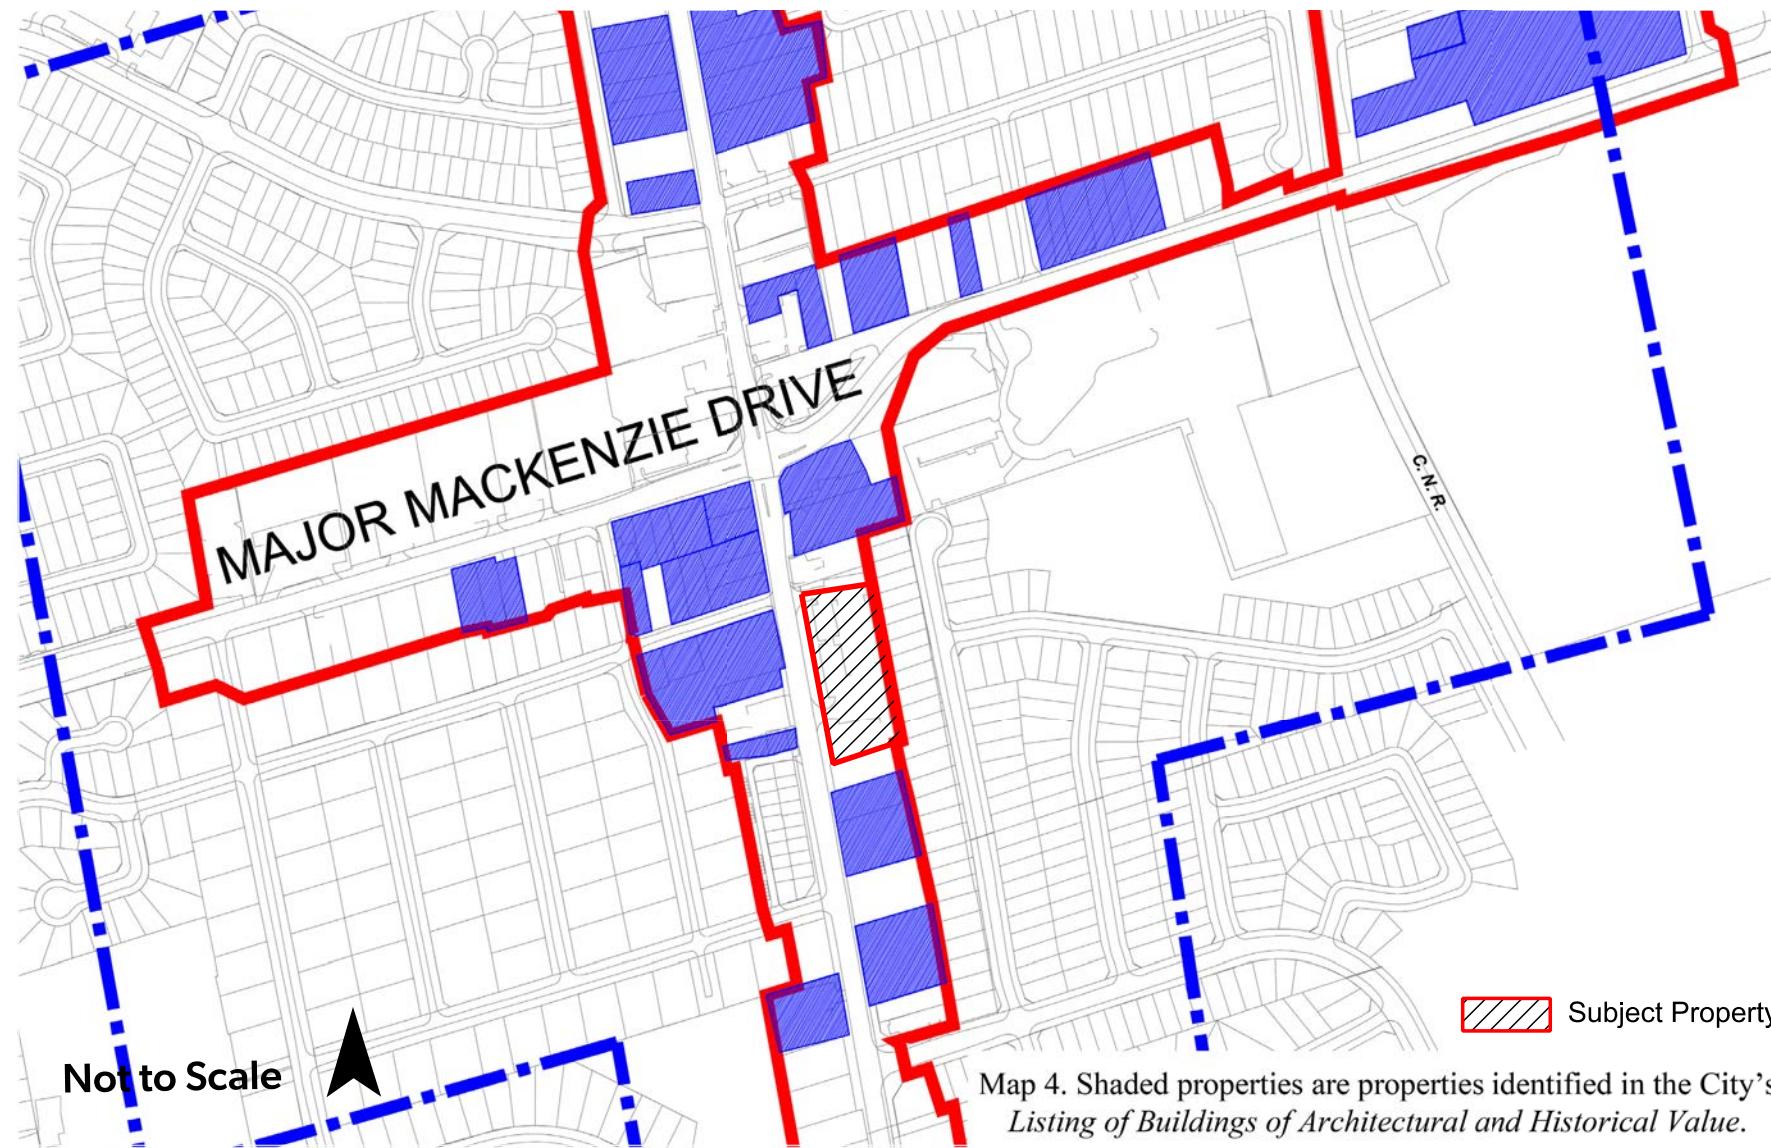 MAJOR MACKENZIE DRIVE
C. N. R.
Subject Property
Not to Scale
Map 4. Shaded properties are properties identified in the City's
Listing of Buildings of Architectural and Historical Value.